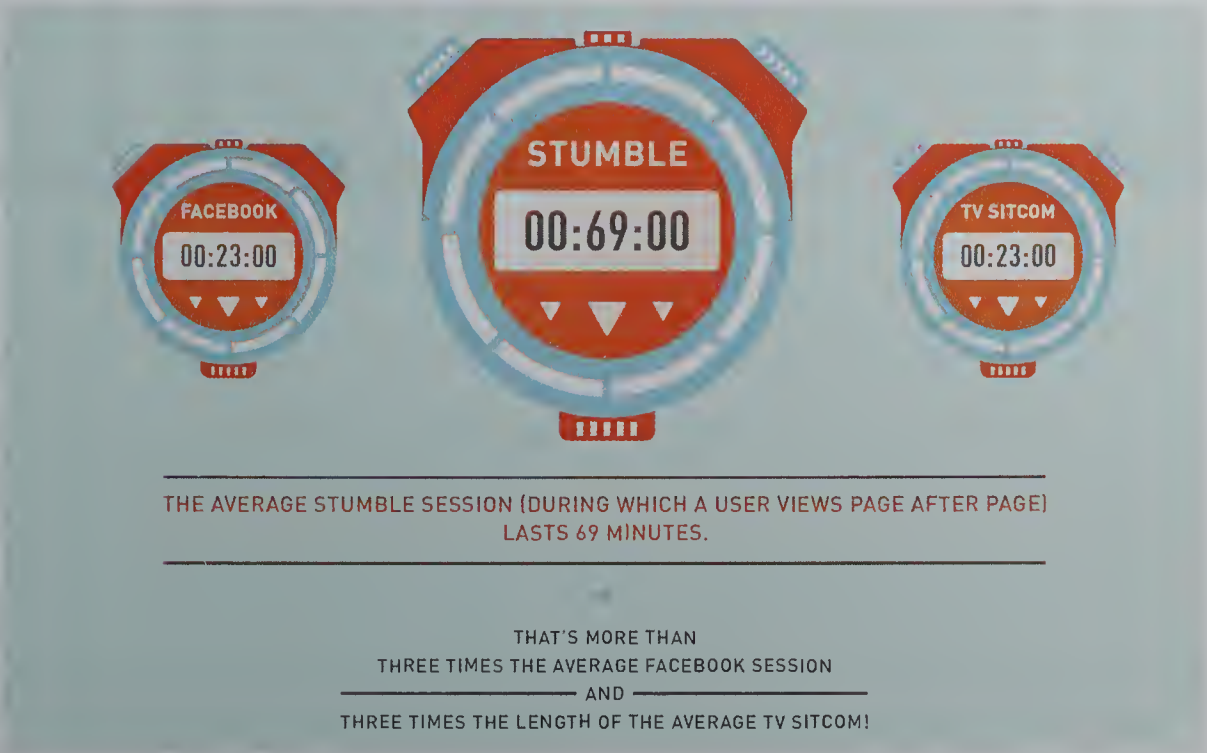 STUMBLE
00:69:00
FACEBOOK
00:23:00
TV SITCOM
00:23:00
THE AVERAGE STUMBLE SESSION (DURING WHICH A USER VIEWS PAGE AFTER PAGE)
LASTS 69 MINUTES.
THAT'S MORE THAN
THREE TIMES THE AVERAGE FACEBOOK SESSION
AND
THREE TIMES THE LENGTH OF THE AVERAGE TV SITCOM!